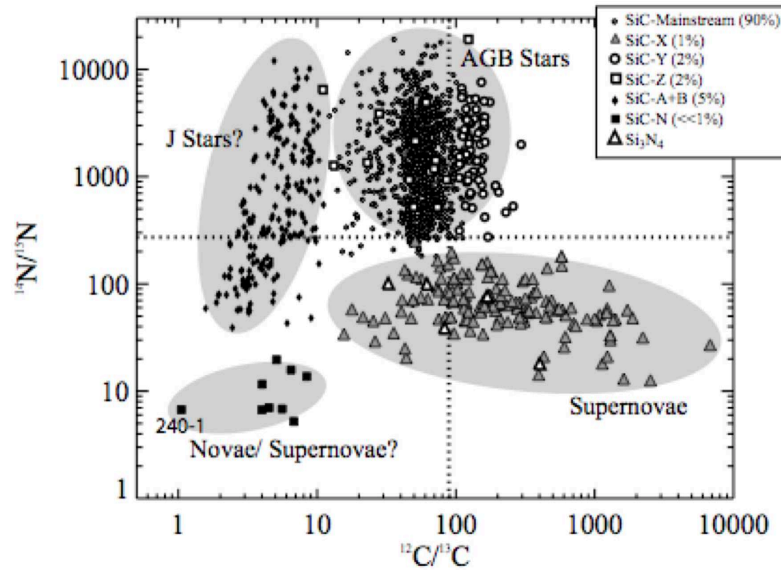 SiC-Mainstream (90%)
SiC-X (1%)
SiC-Y (2%)
SiC-Z (2%)
SiC-A+B (5%)
SiC-N (<<1%)
Si₃N₄
AGB Stars
J Stars?
Supernovae
240-1
Novae/ Supernovae?
10000
1000
100
10
1
¹⁴N/¹⁵N
1
10
100
1000
10000
¹²C/¹³C